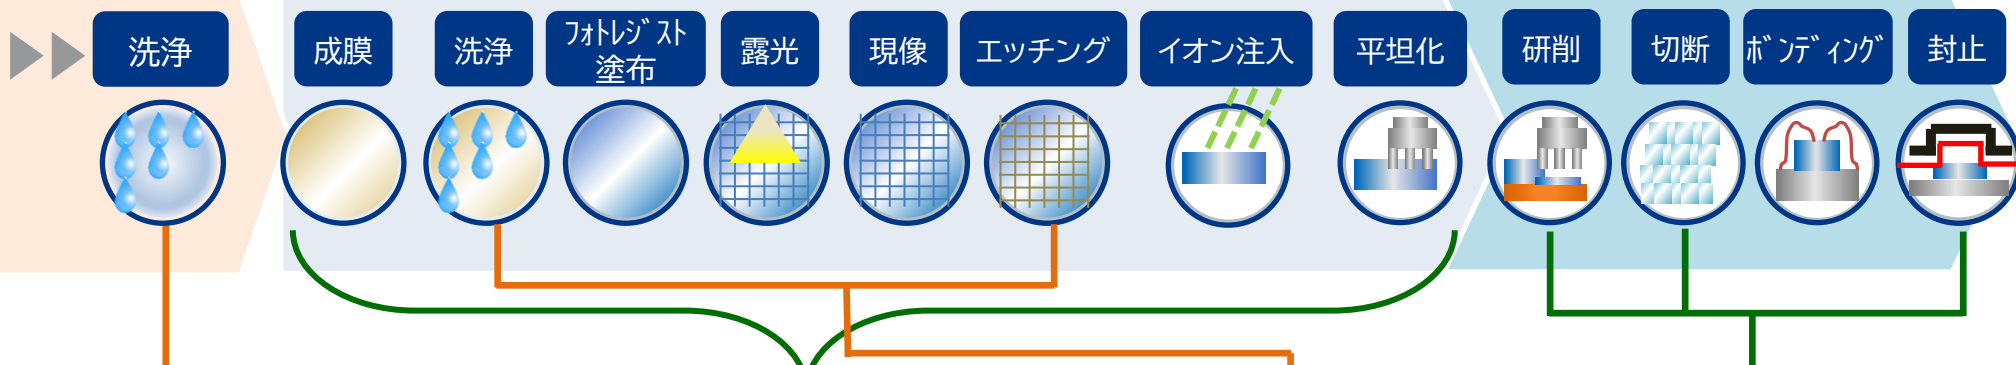 洗浄
成膜
洗浄
フォトレジスト
塗布
露光
現像
エッチング
イオン注入
平坦化
研削
切断
ボンディング
封止